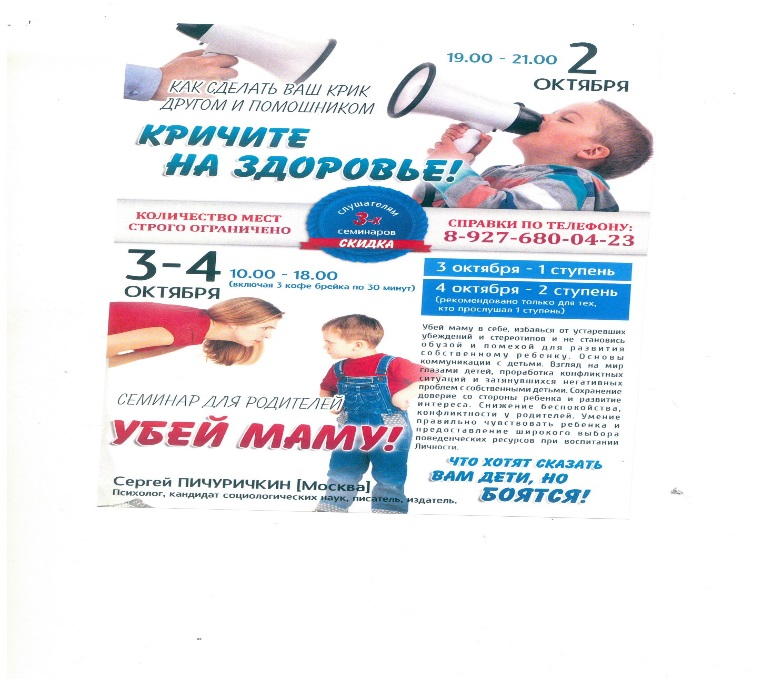 19.00 - 21.00 2
ОКТЯБРЯ
КАК СДЕЛАТЬ ВАШ КРИК
ДРУГОМ И ПОМОШНИКОМ
КРИЧИТЕ
НА ЗДОРОВЬЕ!
КОЛИЧЕСТВО МЕСТ
СТРОГО ОГРАНИЧЕНО
Слушателям
3-х
семинаров
СКИДКА
СПРАВКИ ПО ТЕЛЕФОНУ:
8-927-680-04-23
3-4
ОКТЯБРЯ
10.00 - 18.00
(включая 3 кофе брейка по 30 минут)
3 октября - 1 ступень
4 октября - 2 ступень
(рекомендовано только для тех,
кто прослушал 1 ступень)
Убей маму в себе, избавься от устаревших
убеждений и стереотипов и не становись
обузой и помехой для развития
собственному ребенку. Основы
коммуникации с детьми. Взгляд на мир
глазами детей, проработка конфликтных
ситуаций и затянувшихся негативных
проблем с собственными детьми. Сохранение
доверие со стороны ребенка и развитие
интереса. Снижение беспокойства,
конфликтности у родителей. Умение
правильно чувствовать ребенка и
предоставление широкого выбора
поведенческих ресурсов при воспитании
Личности.
СЕМИНАР ДЛЯ РОДИТЕЛЕЙ
УБЕЙ МАМУ!
ЧТО ХОТЯТ СКАЗАТЬ
ВАМ ДЕТИ, НО
БОЯТСЯ!
Сергей ПИЧУРИЧКИН [Москва]
Психолог, кандидат социологических наук, писатель, издатель.